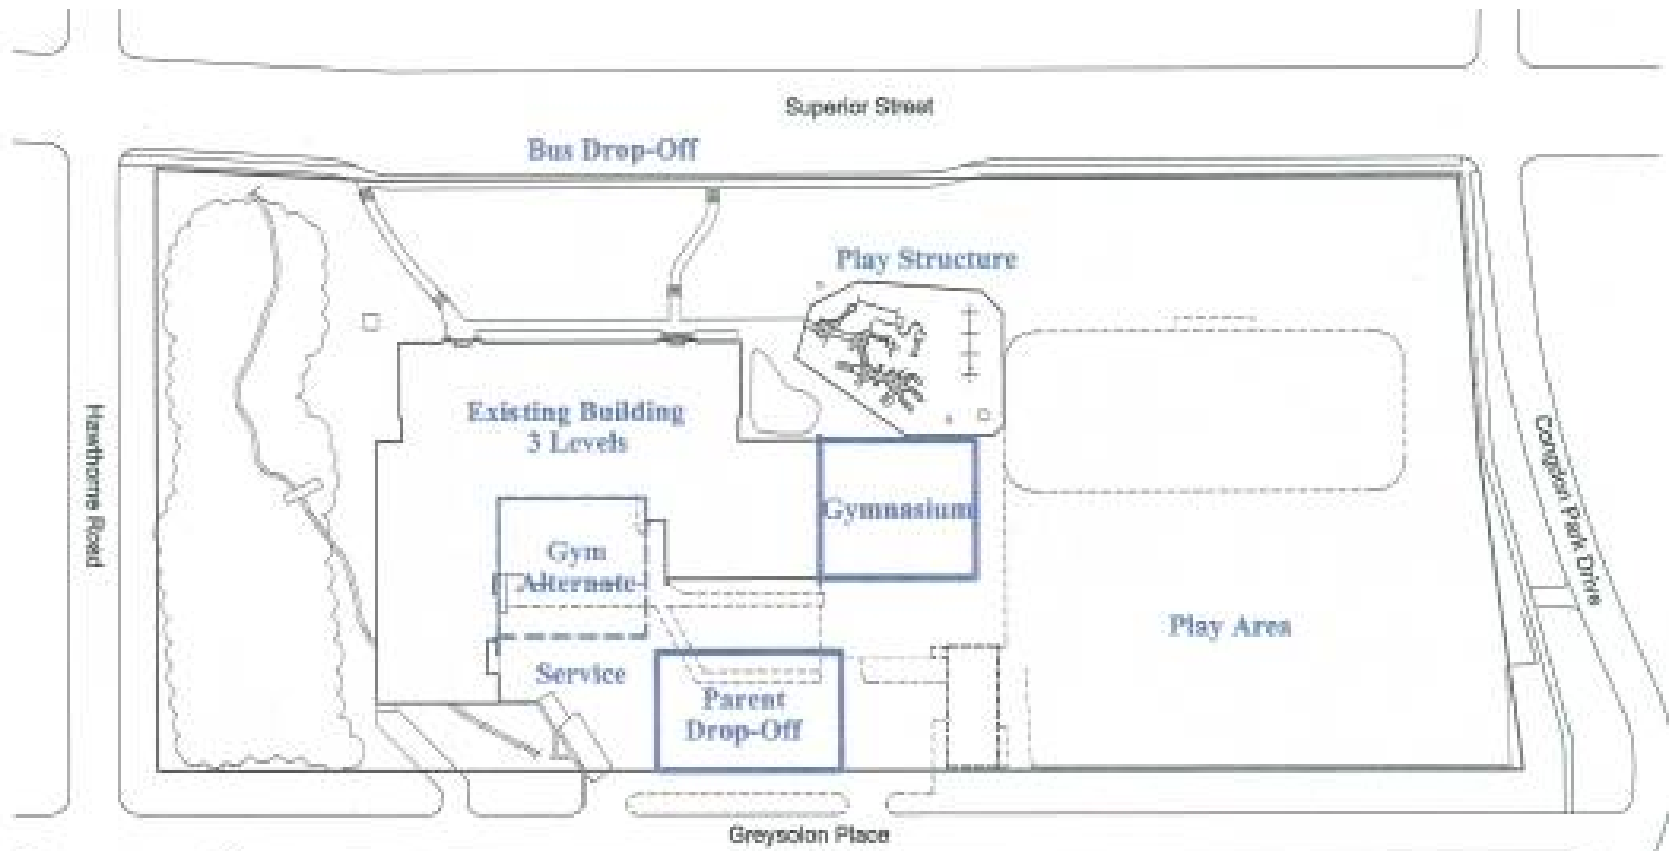 Superior Street
Bus Drop-Off
Play Structure
Existing Building
3 Levels
Hawthorne Road
Congdon Park Drive
Gymnasium
Gym
Alternate
Play Area
Service
Parent
Drop-Off
Greysolon Place